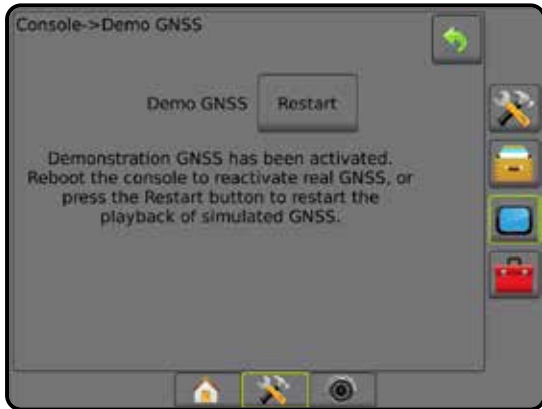 Console->Demo GNSS
Demo GNSS Restart
Demonstration GNSS has been activated.
Reboot the console to reactivate real GNSS, or
press the Restart button to restart the
playback of simulated GNSS.